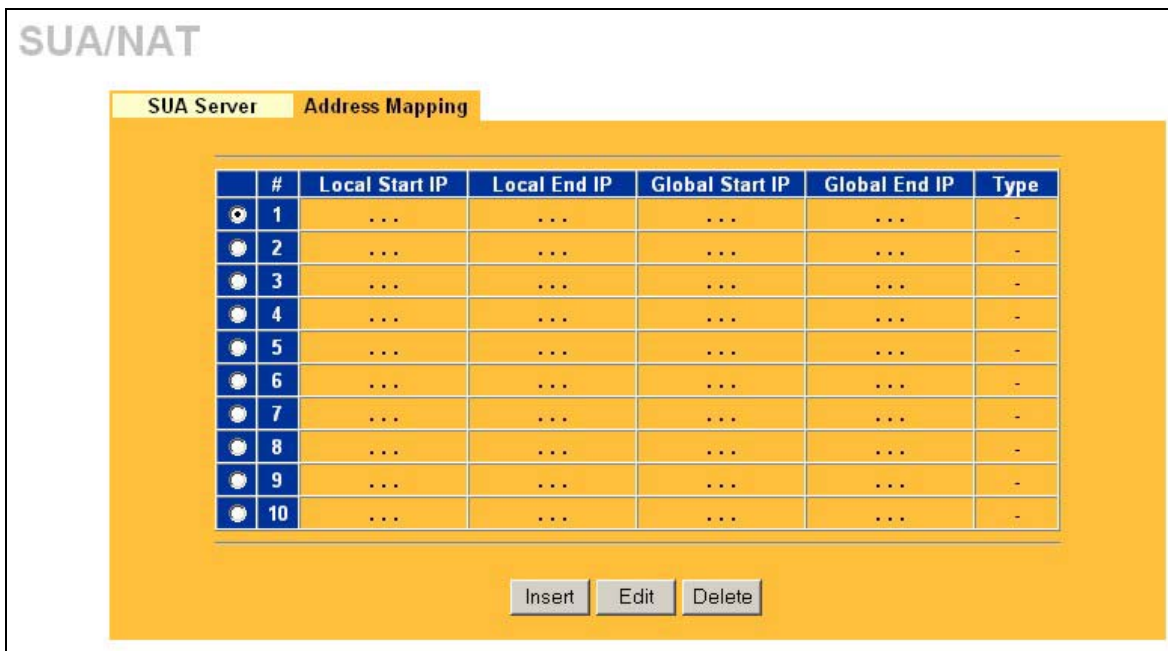 SUA/NAT
SUA Server Address Mapping
# Local Start IP Local End IP Global Start IP Global End IP Type
1 ... ... ... ... -
2 ... ... ... ... -
3 ... ... ... ... -
4 ... ... ... ... -
5 ... ... ... ... -
6 ... ... ... ... -
7 ... ... ... ... -
8 ... ... ... ... -
9 ... ... ... ... -
10 ... ... ... ... -
Insert Edit Delete